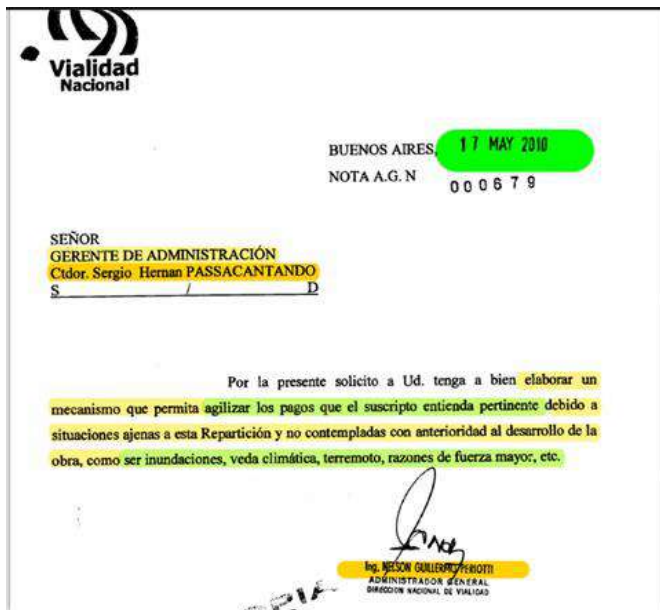 Vialidad
Nacional
BUENOS AIRES, 17 MAY 2010
NOTA A.G. N 000679
SEÑOR
GERENTE DE ADMINISTRACIÓN
Ctdor. Sergio Hernan PASSACANTANDO
S / D
Por la presente solicito a Ud. tenga a bien elaborar un
mecanismo que permita agilizar los pagos que el suscripto entienda pertinente debido a
situaciones ajenas a esta Repartición y no contempladas con anterioridad al desarrollo de la
obra, como ser inundaciones, veda climática, terremoto, razones de fuerza mayor, etc.
Ing. NELSON GUILLERMO PERIOTTI
ADMINISTRADOR GENERAL
DIRECCION NACIONAL DE VIALIDAD